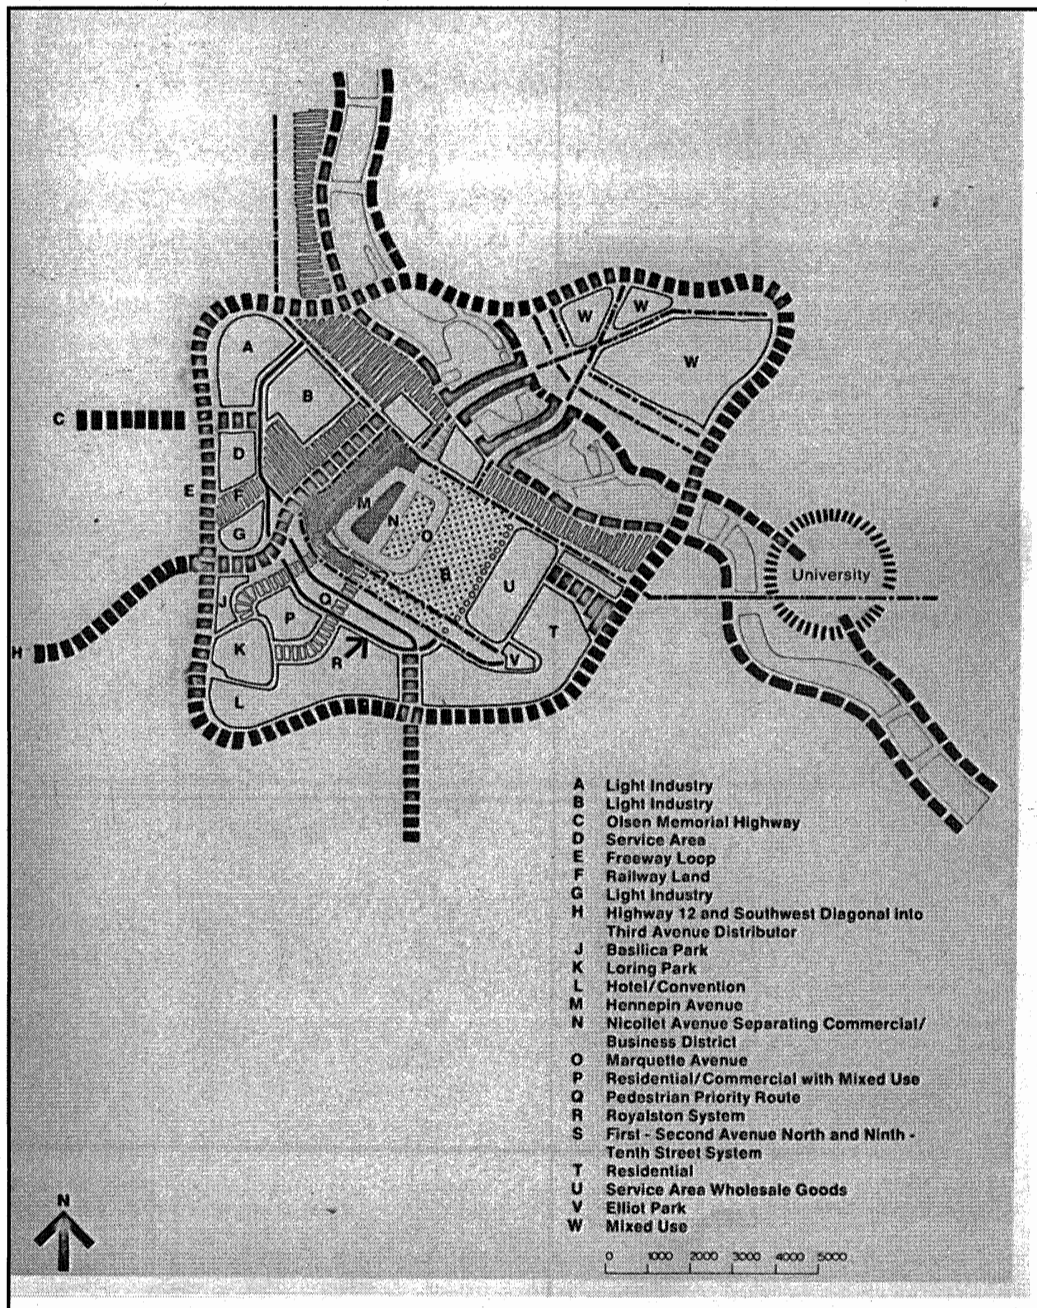 W
W
A
W
B
C
D
E
F
M
N
O
G
University
U
J
Q
P
T
H
K
R
V
L
A Light Industry
B Light Industry
C Olsen Memorial Highway
D Service Area
E Freeway Loop
F Railway Land
G Light Industry
H Highway 12 and Southwest Diagonal into
Third Avenue Distributor
J Basilica Park
K Loring Park
L Hotel/Convention
M Hennepin Avenue
N Nicollet Avenue Separating Commercial/
Business District
O Marquette Avenue
P Residential/Commercial with Mixed Use
Q Pedestrian Priority Route
R Royalston System
S First - Second Avenue North and Ninth -
Tenth Street System
T Residential
U Service Area Wholesale Goods
V Elliot Park
W Mixed Use
N
0 1000 2000 3000 4000 5000